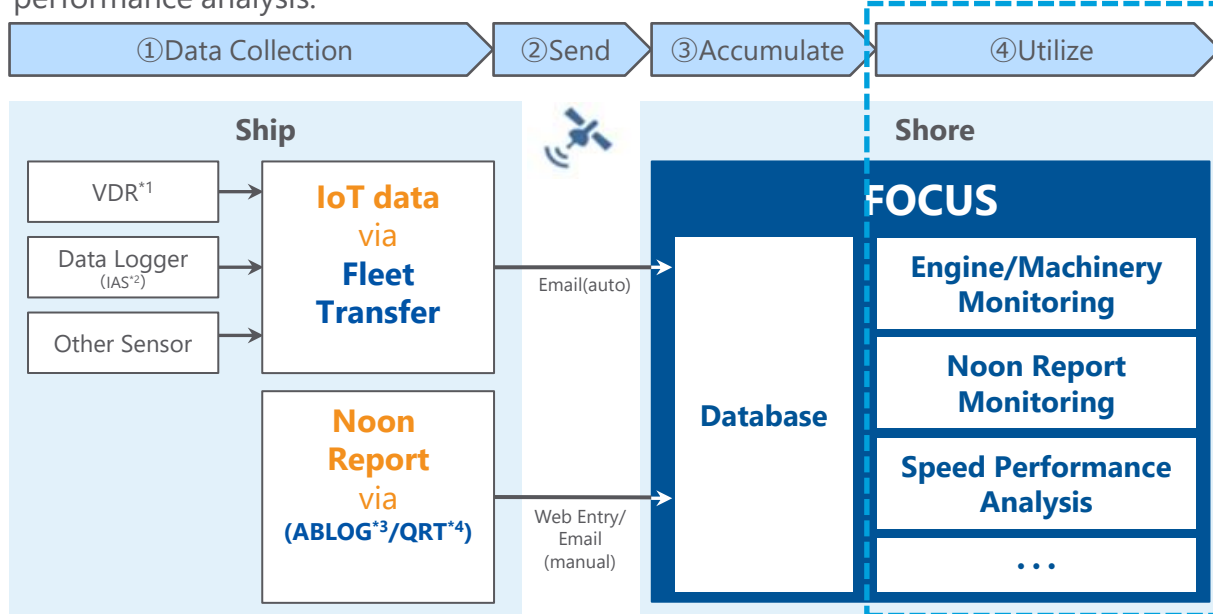 performance analysis.
①Data Collection
②Send
③Accumulate
④Utilize
Ship
Shore
VDR*1
Data Logger
(IAS*2)
Other Sensor
IoT data
via
Fleet
Transfer
Email(auto)
Noon
Report
via
(ABLOG*3/QRT*4)
Web Entry/
Email
(manual)
FOCUS
Database
Engine/Machinery
Monitoring
Noon Report
Monitoring
Speed Performance
Analysis
...